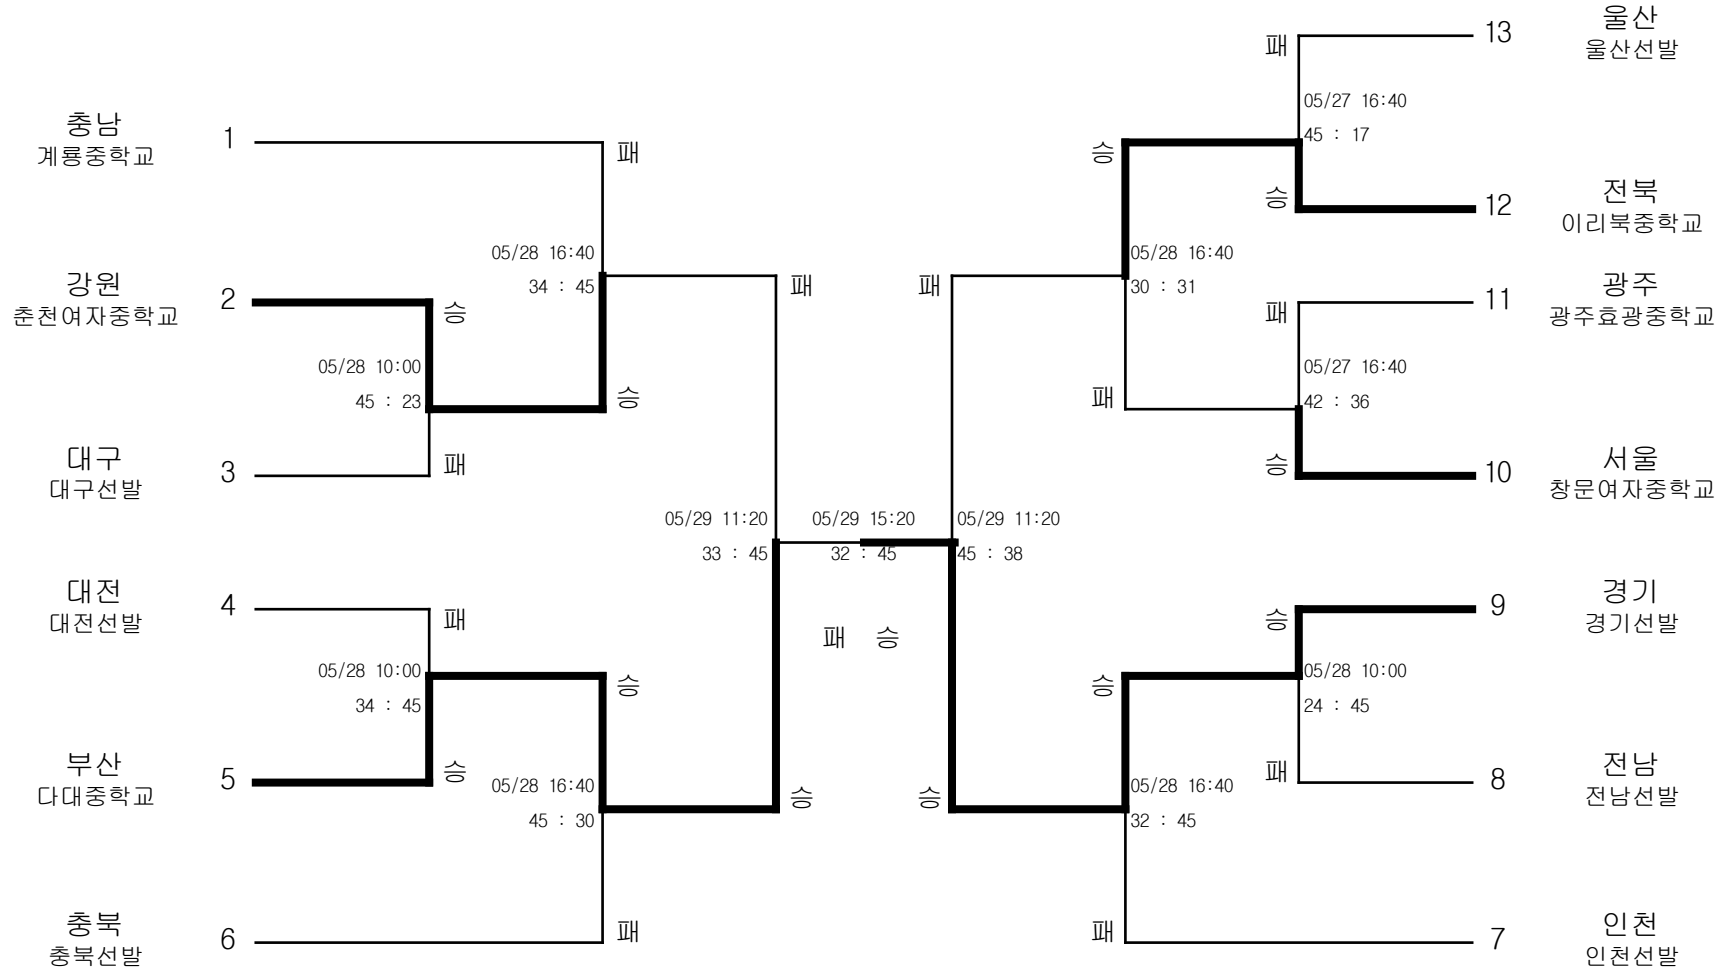 충남
계룡중학교
1
강원
춘천여자중학교
2
대구
대구선발
3
대전
대전선발
4
부산
다대중학교
5
충북
충북선발
6
승
05/28 10:00
45 : 23
패
패
05/28 10:00
34 : 45
승
패
05/28 16:40
34 : 45
승
승
05/28 16:40
45 : 30
패
패
05/29 11:20
33 : 45
승
05/29 15:20
32 : 45
패 승
패
05/29 11:20
45 : 38
승
승
05/28 16:40
30 : 31
패
승
05/28 16:40
32 : 45
패
패
05/27 16:40
45 : 17
승
패
05/27 16:40
42 : 36
승
승
05/28 10:00
24 : 45
패
13
울산
울산선발
12
전북
이리북중학교
11
광주
광주효광중학교
10
서울
창문여자중학교
9
경기
경기선발
8
전남
전남선발
7
인천
인천선발